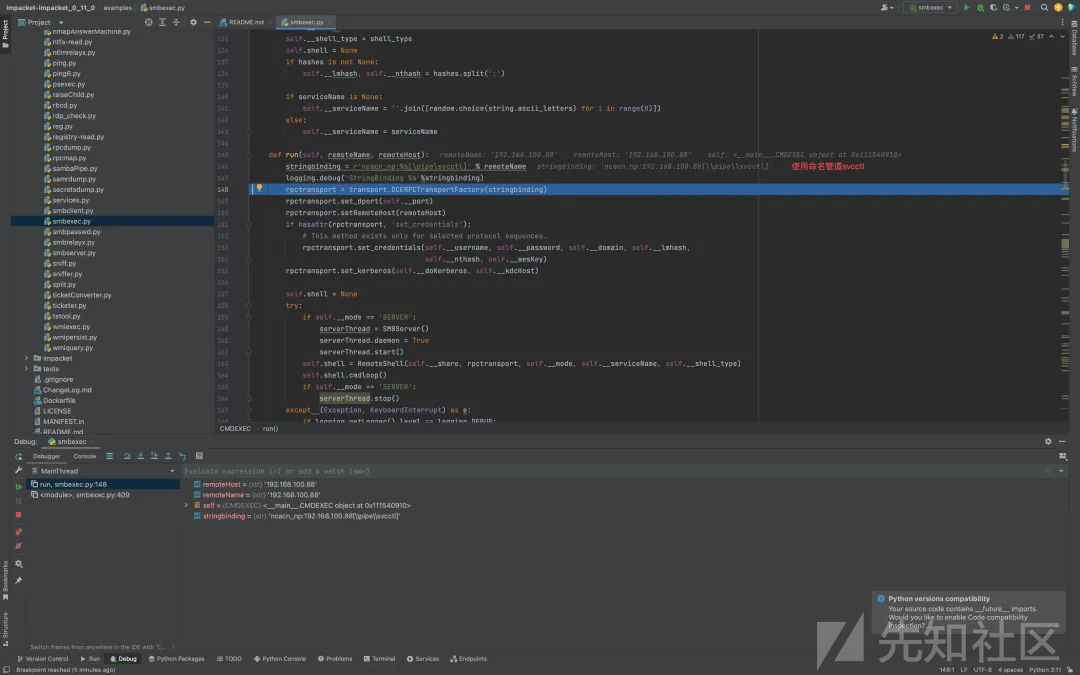 impacket-impacket_0_11_0 examples smbexec.py smbexec
Project README.md smbexec.py
2 117 37
nmapAnswerMachine.py
ntfs-read.py
ntlmrelayx.py
ping.py
ping6.py
psexec.py
raiseChild.py
rbcd.py
rdp_check.py
reg.py
registry-read.py
rpcdump.py
rpcmap.py
sambaPipe.py
samrdump.py
secretsdump.py
services.py
smbclient.py
smbexec.py
smbpasswd.py
smbrelayx.py
smbserver.py
sniff.py
sniffer.py
split.py
ticketConverter.py
ticketer.py
tstool.py
wmiexec.py
wmipersist.py
wmiquery.py
impacket
tests
.gitignore
ChangeLog.md
Dockerfile
LICENSE
MANIFEST.in
README.md
135 self.__shell_type = shell_type
136 self.shell = None
137 if hashes is not None:
138 self.__lmhash, self.__nthash = hashes.split(':')
139
140 if serviceName is None:
141 self.__serviceName = ''.join([random.choice(string.ascii_letters) for i in range(8)])
142 else:
143 self.__serviceName = serviceName
144
145 def run(self, remoteName, remoteHost): remoteName: '192.168.100.88' remoteHost: '192.168.100.88' self: <__main__.CMDEXEC object at 0x111540910>
146 stringbinding = r'ncacn_np:%s[\pipe\svcctl]' % remoteName stringbinding: 'ncacn_np:192.168.100.88[\\pipe\\svcctl]' 使用命名管道svcctl
147 logging.debug('StringBinding %s'%stringbinding)
148 rpctransport = transport.DCERPCTransportFactory(stringbinding)
149 rpctransport.set_dport(self.__port)
150 rpctransport.setRemoteHost(remoteHost)
151 if hasattr(rpctransport, 'set_credentials'):
152 # This method exists only for selected protocol sequences.
153 rpctransport.set_credentials(self.__username, self.__password, self.__domain, self.__lmhash,
154 self.__nthash, self.__aesKey)
155 rpctransport.set_kerberos(self.__doKerberos, self.__kdcHost)
156
157 self.shell = None
158 try:
159 if self.__mode == 'SERVER':
160 serverThread = SMBServer()
161 serverThread.daemon = True
162 serverThread.start()
163 self.shell = RemoteShell(self.__share, rpctransport, self.__mode, self.__serviceName, self.__shell_type)
164 self.shell.cmdloop()
165 if self.__mode == 'SERVER':
166 serverThread.stop()
167 except (Exception, KeyboardInterrupt) as e:
168 if logging.getLogger().level == logging.DEBUG:
CMDEXEC run()
Project
Bookmarks
Structure
Database
SciView
Notifications
Debug: smbexec
Debugger Console
MainThread
Evaluate expression (⏎) or add a watch (⇧⌘⏎)
run, smbexec.py:148
<module>, smbexec.py:409
remoteHost = {str} '192.168.100.88'
remoteName = {str} '192.168.100.88'
self = {CMDEXEC} <__main__.CMDEXEC object at 0x111540910>
stringbinding = {str} 'ncacn_np:192.168.100.88[\\pipe\\svcctl]'
Python versions compatibility
Your source code contains __future__ imports.
Would you like to enable Code compatibility
inspection?
先知社区
Switch frames from anywhere in the IDE with
Version Control Run Debug Python Packages TODO Python Console Problems Terminal Services Endpoints
Breakpoint reached (5 minutes ago) 148:1 LF UTF-8 4 spaces Python 3.11